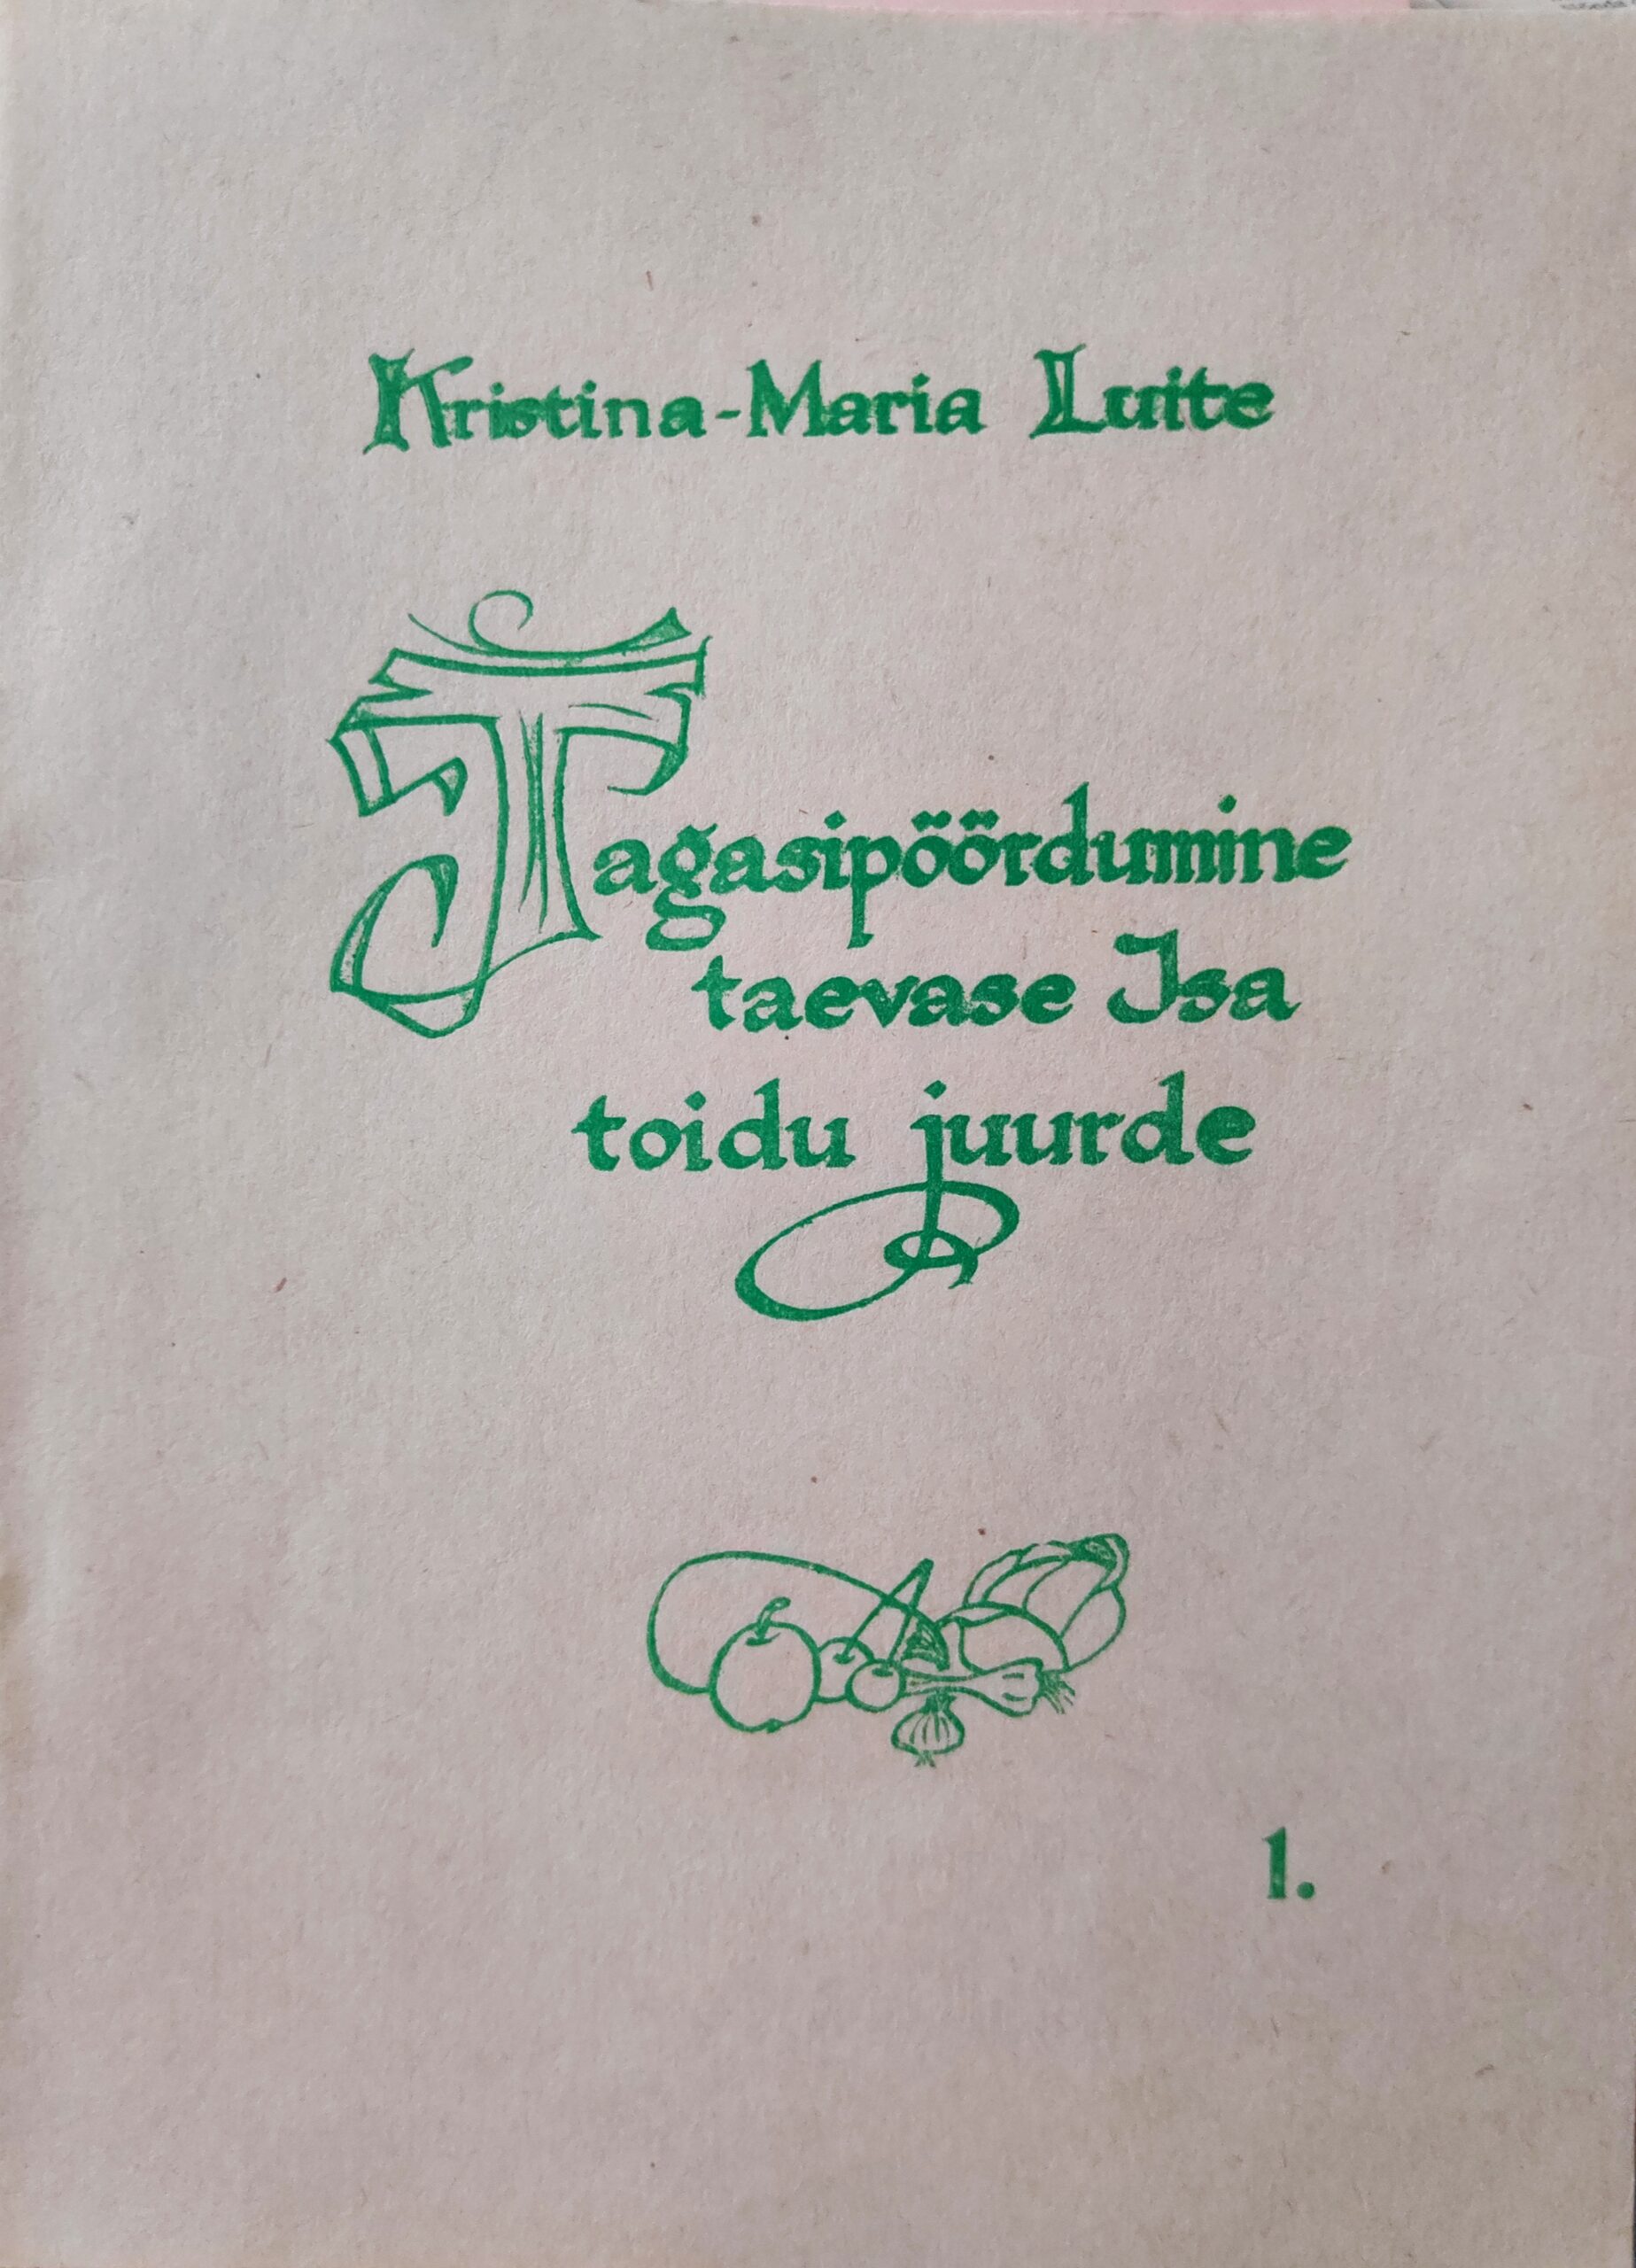 Kristina-Maria Luite
Tagasipöördumine
taevase Isa
toidu juurde
1.